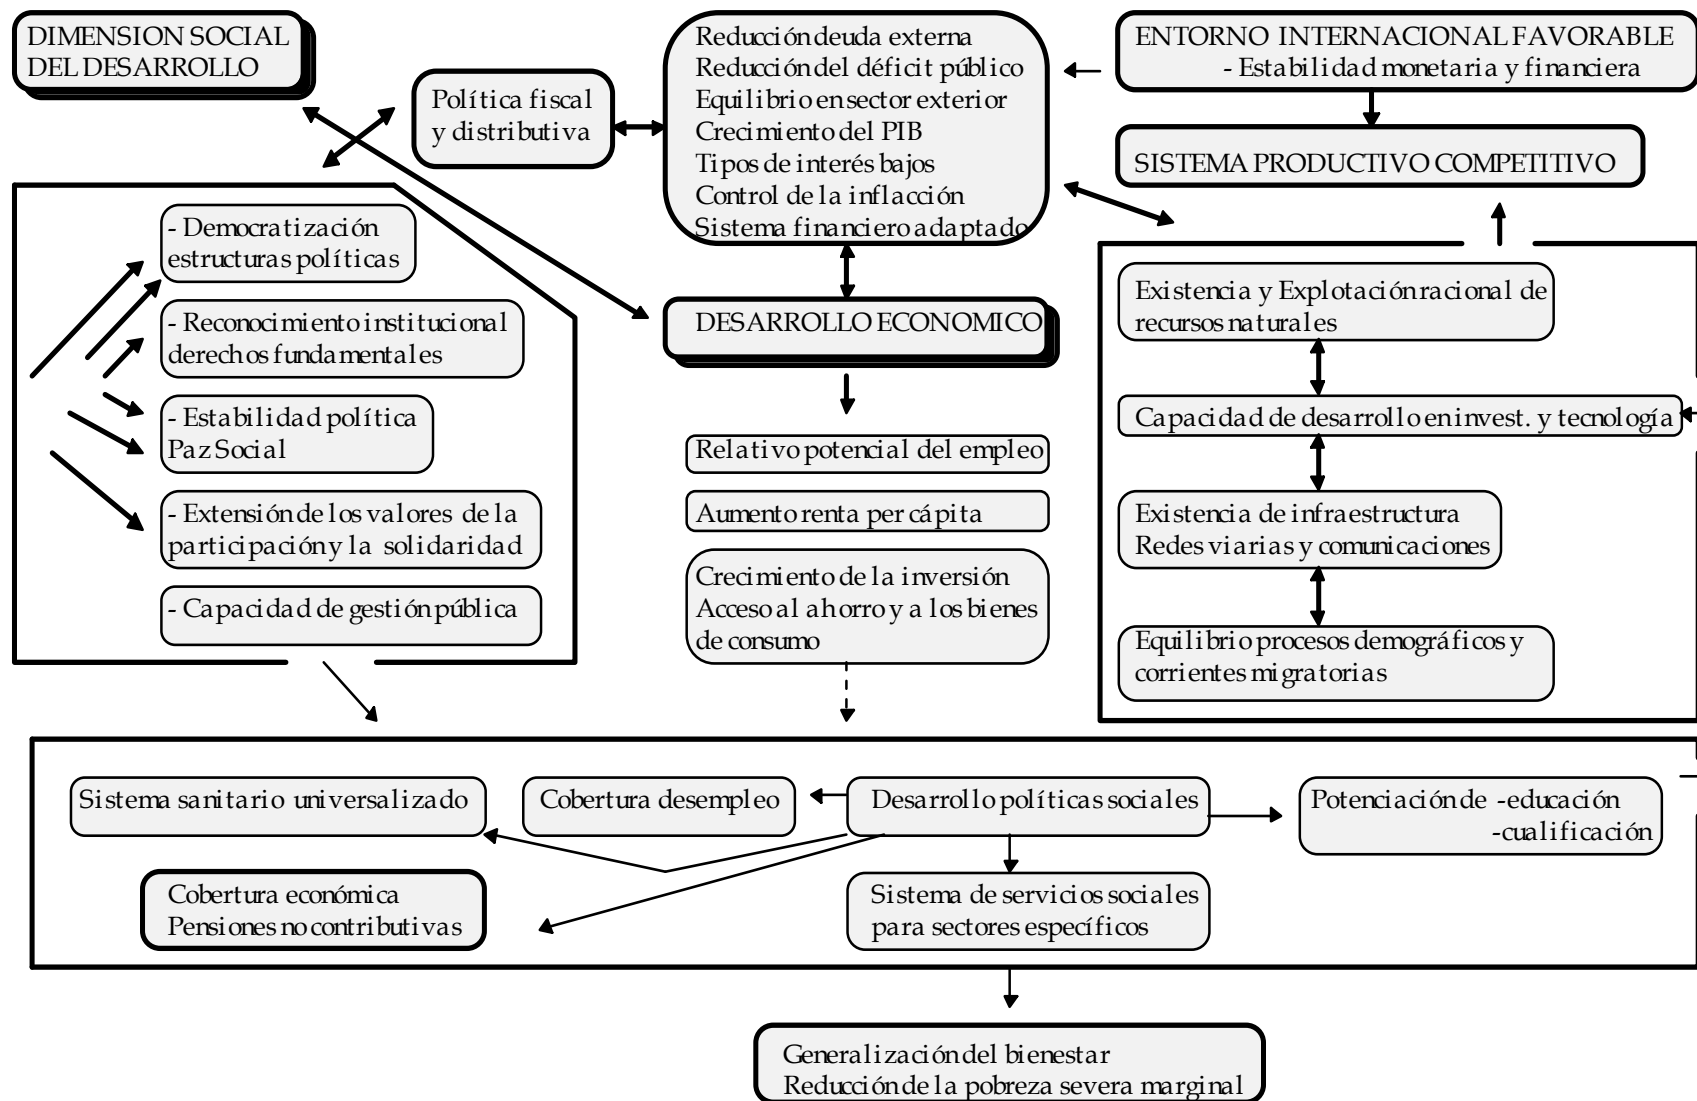 DIMENSION SOCIAL
DEL DESARROLLO
Política fiscal
y distributiva
Reducción deuda externa
Reducción del déficit público
Equilibrio en sector exterior
Crecimiento del PIB
Tipos de interés bajos
Control de la inflacción
Sistema financiero adaptado
ENTORNO INTERNACIONAL FAVORABLE
- Estabilidad monetaria y financiera
SISTEMA PRODUCTIVO COMPETITIVO
- Democratización
estructuras políticas
- Reconocimiento institucional
derechos fundamentales
- Estabilidad política
Paz Social
- Extensión de los valores de la
participación y la solidaridad
- Capacidad de gestión pública
DESARROLLO ECONOMICO
Relativo potencial del empleo
Aumento renta per cápita
Crecimiento de la inversión
Acceso al ahorro y a los bienes
de consumo
Existencia y Explotación racional de
recursos naturales
Capacidad de desarrollo en invest. y tecnología
Existencia de infraestructura
Redes viarias y comunicaciones
Equilibrio procesos demográficos y
corrientes migratorias
Sistema sanitario universalizado
Cobertura desempleo
Desarrollo políticas sociales
Potenciación de -educación
-cualificación
Cobertura económica
Pensiones no contributivas
Sistema de servicios sociales
para sectores específicos
Generalización del bienestar
Reducción de la pobreza severa marginal